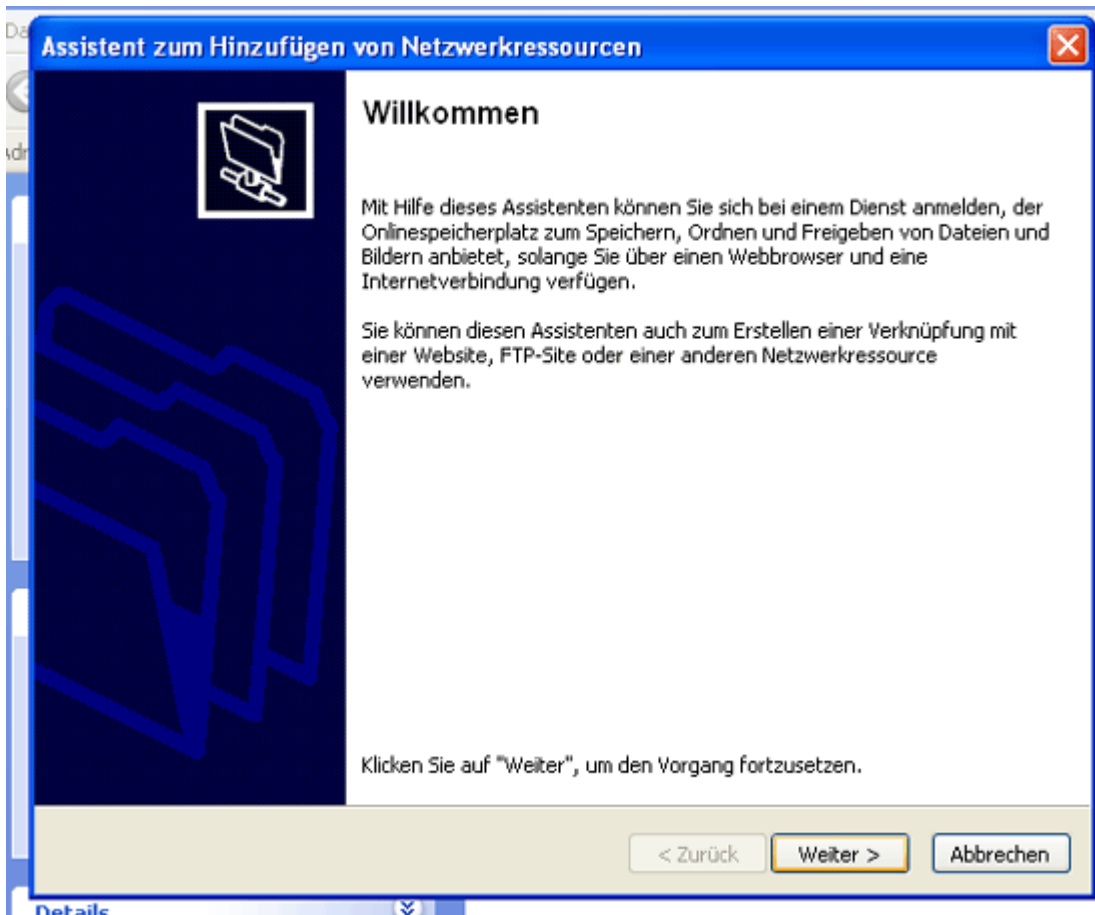 Assistent zum Hinzufügen von Netzwerkressourcen
Willkommen
Mit Hilfe dieses Assistenten können Sie sich bei einem Dienst anmelden, der
Onlinespeicherplatz zum Speichern, Ordnen und Freigeben von Dateien und
Bildern anbietet, solange Sie über einen Webbrowser und eine
Internetverbindung verfügen.
Sie können diesen Assistenten auch zum Erstellen einer Verknüpfung mit
einer Website, FTP-Site oder einer anderen Netzwerkressource
verwenden.
Klicken Sie auf "Weiter", um den Vorgang fortzusetzen.
< Zurück Weiter > Abbrechen
Details